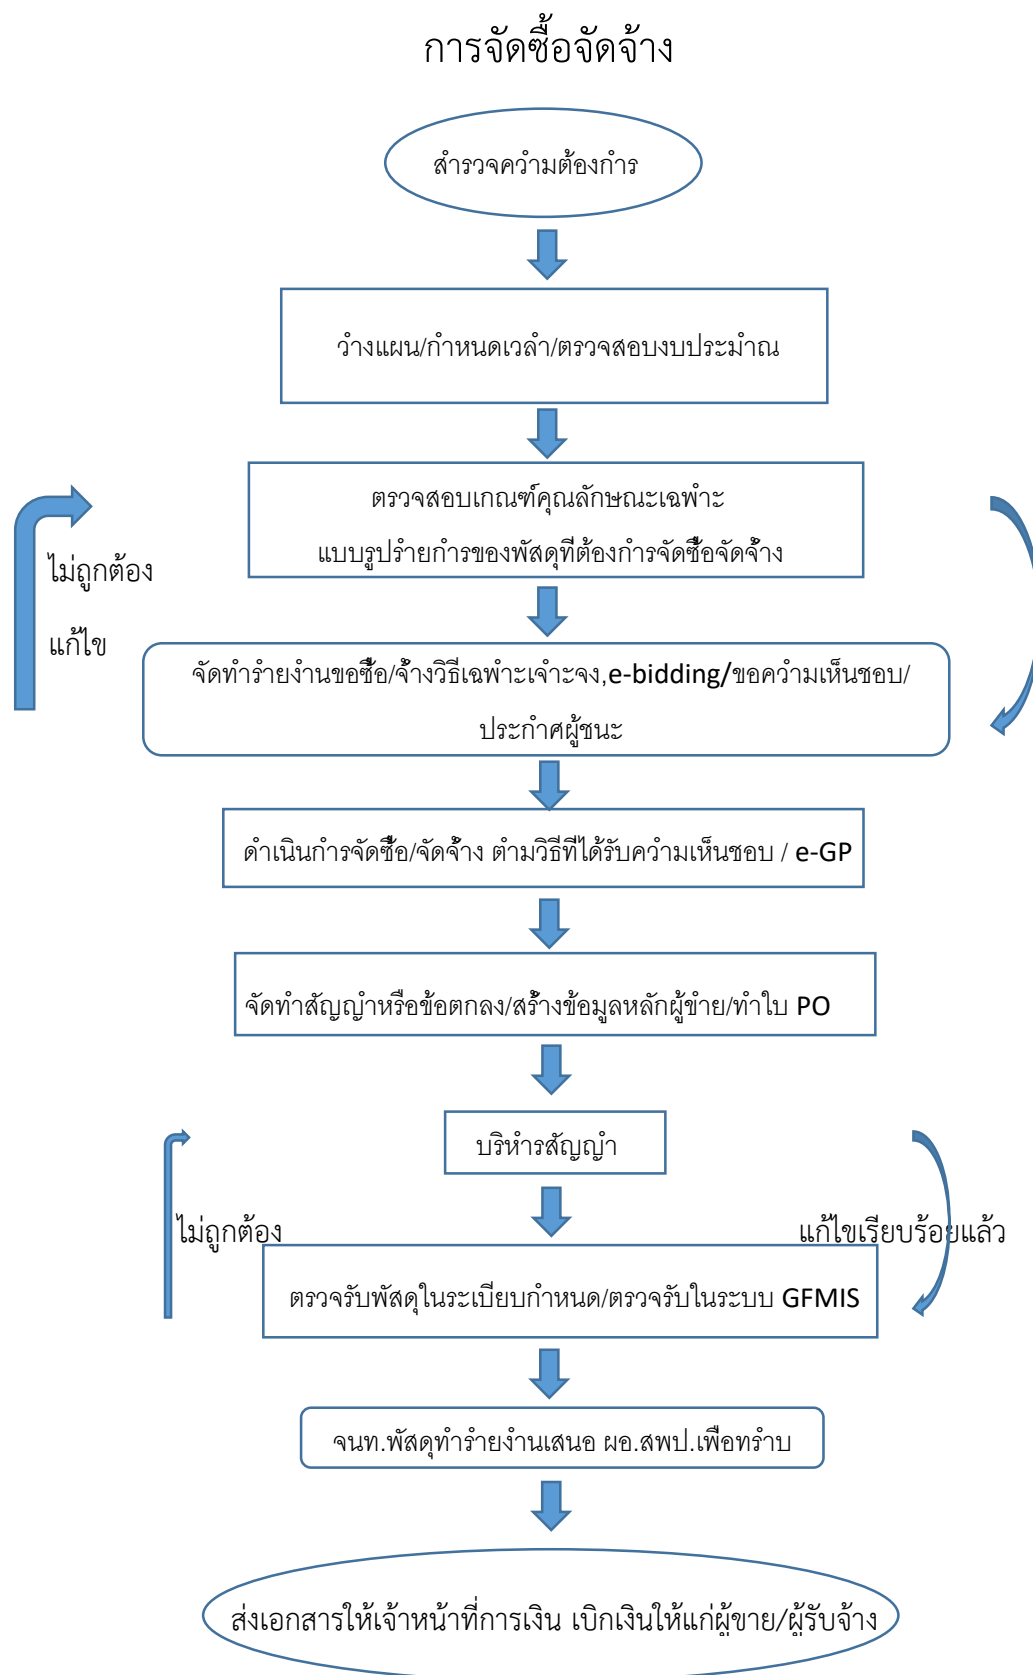 การจัดซื้อจัดจ้าง
สำรวจควำมต้องกำร
วำงแผน/กำหนดเวลำ/ตรวจสอบงบประมำณ
ตรวจสอบเกณฑ์คุณลักษณะเฉพำะ
แบบรูปรำยกำรของพัสดุที่ต้องกำรจัดซื้อจัดจ้ำง
ไม่ถูกต้อง
แก้ไข
จัดทำรำยงำนขอซื้อ/จ้ำงวิธีเฉพำะเจำะจง,e-bidding/ขอควำมเห็นชอบ/
ประกำศผู้ชนะ
ดำเนินกำรจัดซื้อ/จัดจ้ำง ตำมวิธีที่ได้รับควำมเห็นชอบ / e-GP
จัดทำสัญญำหรือข้อตกลง/สร้ำงข้อมูลหลักผู้ขำย/ทำใบ PO
บริหำรสัญญำ
ไม่ถูกต้อง
แก้ไขเรียบร้อยแล้ว
ตรวจรับพัสดุในระเบียบกำหนด/ตรวจรับในระบบ GFMIS
จนท.พัสดุทำรำยงำนเสนอ ผอ.สพป.เพื่อทรำบ
ส่งเอกสารให้เจ้าหน้าที่การเงิน เบิกเงินให้แก่ผู้ขาย/ผู้รับจ้าง